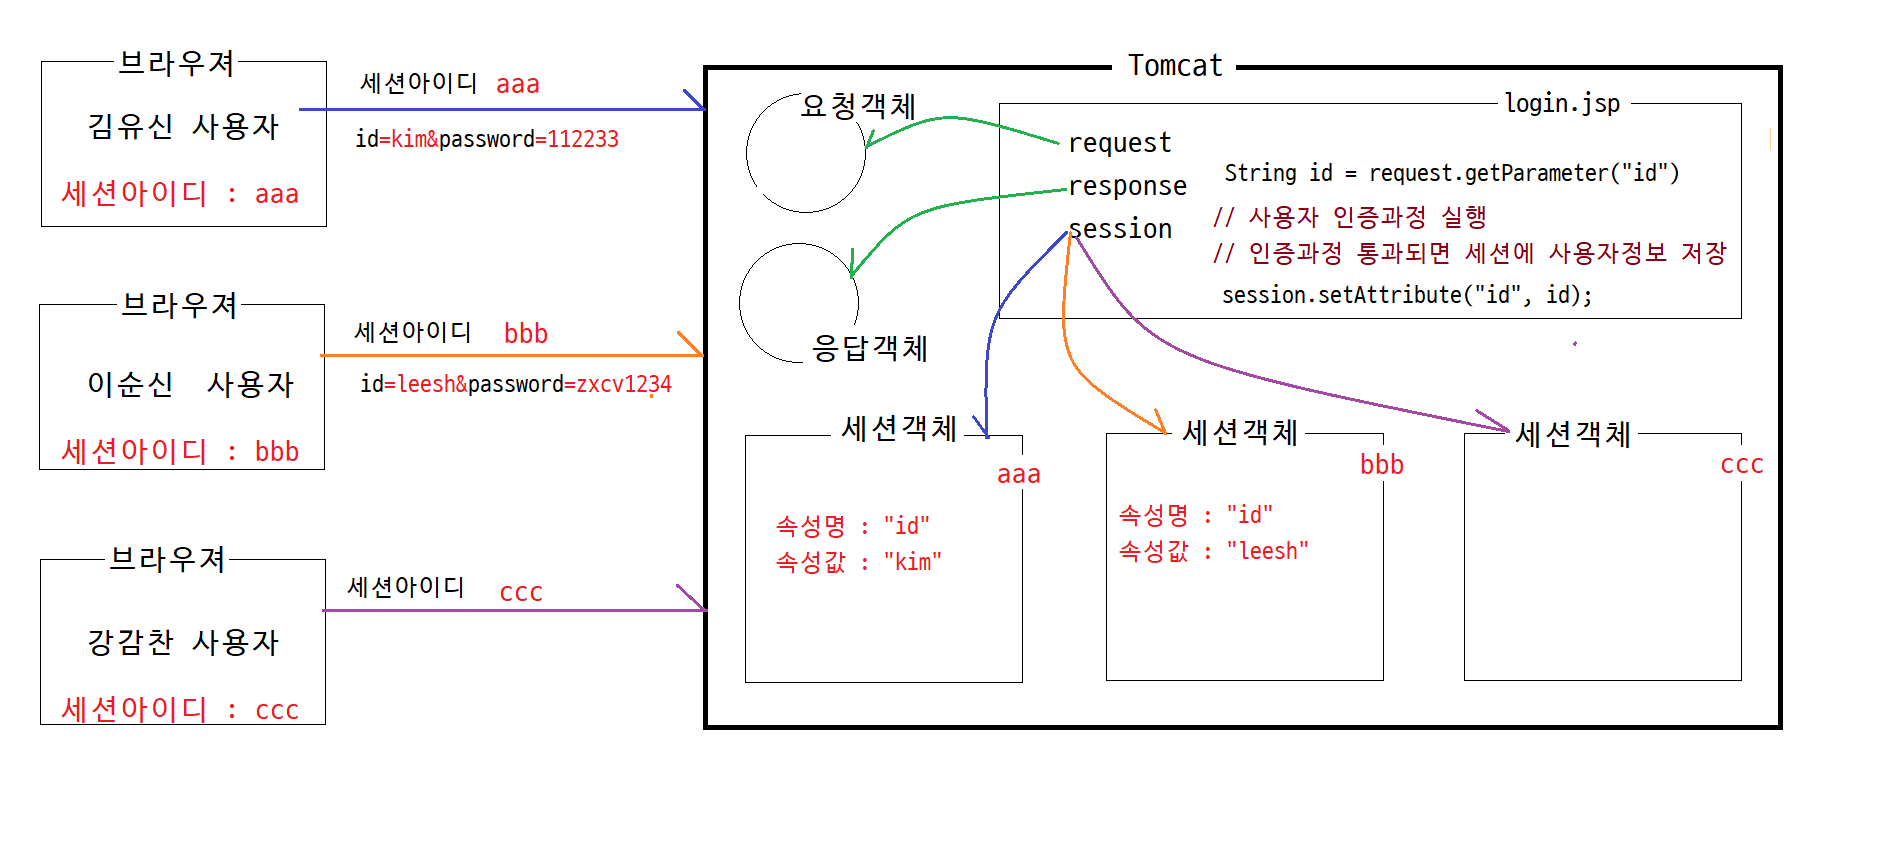 브라우져
김유신 사용자
세션아이디 : aaa
세션아이디 aaa
id=kim&password=112233
브라우져
이순신 사용자
세션아이디 : bbb
세션아이디 bbb
id=leesh&password=zxcv1234
브라우져
강감찬 사용자
세션아이디 : ccc
세션아이디 ccc
Tomcat
요청객체
응답객체
login.jsp
request
response
session
String id = request.getParameter("id")
// 사용자 인증과정 실행
// 인증과정 통과되면 세션에 사용자정보 저장
session.setAttribute("id", id);
세션객체
aaa
속성명 : "id"
속성값 : "kim"
세션객체
bbb
속성명 : "id"
속성값 : "leesh"
세션객체
ccc